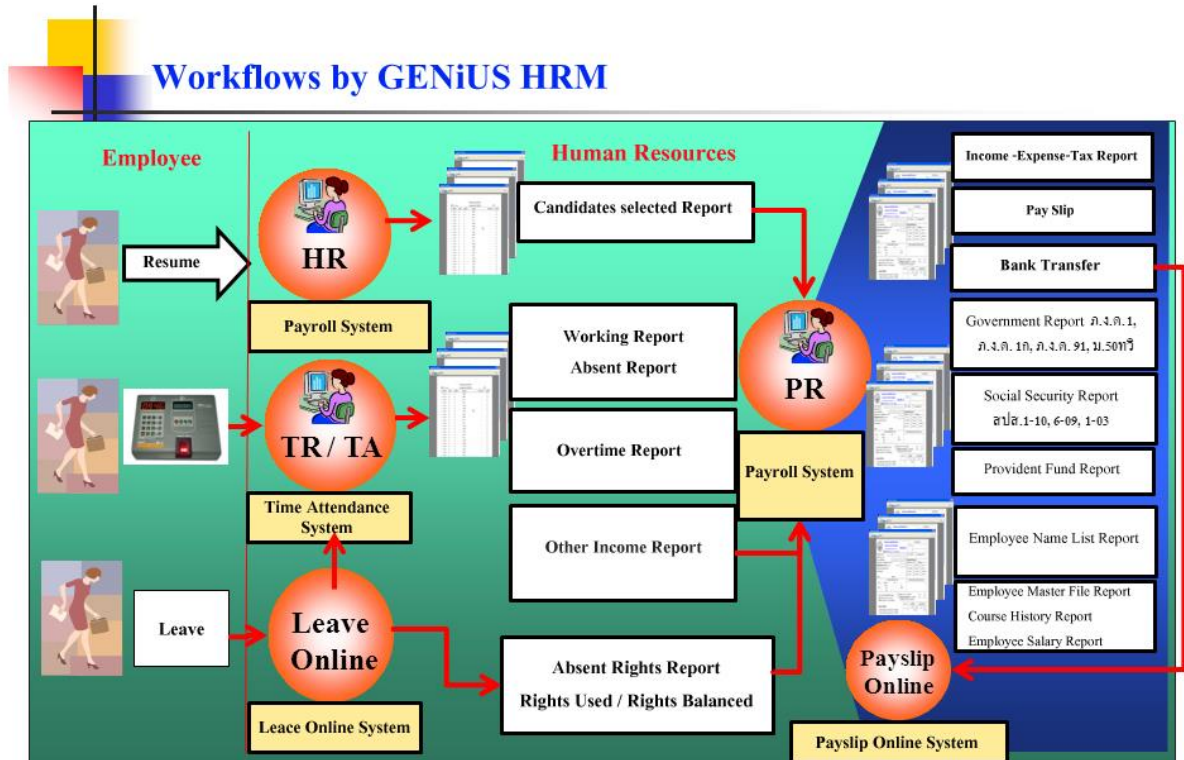 Workflows by GENiUS HRM
Employee
Human Resources
Resume
HR
Payroll System
Candidates selected Report
TR / TA
Time Attendance
System
Working Report
Absent Report
Overtime Report
Other Income Report
PR
Payroll System
Leave
Leave
Online
Leace Online System
Absent Rights Report
Rights Used / Rights Balanced
Income -Expense-Tax Report
Pay Slip
Bank Transfer
Government Report ภ.ง.ด.1,
ภ.ง.ด. 1ก, ภ.ง.ด. 91, ม.50ทวิ
Social Security Report
สปส.1-10, 6-09, 1-03
Provident Fund Report
Employee Name List Report
Employee Master File Report
Course History Report
Employee Salary Report
Payslip
Online
Payslip Online System